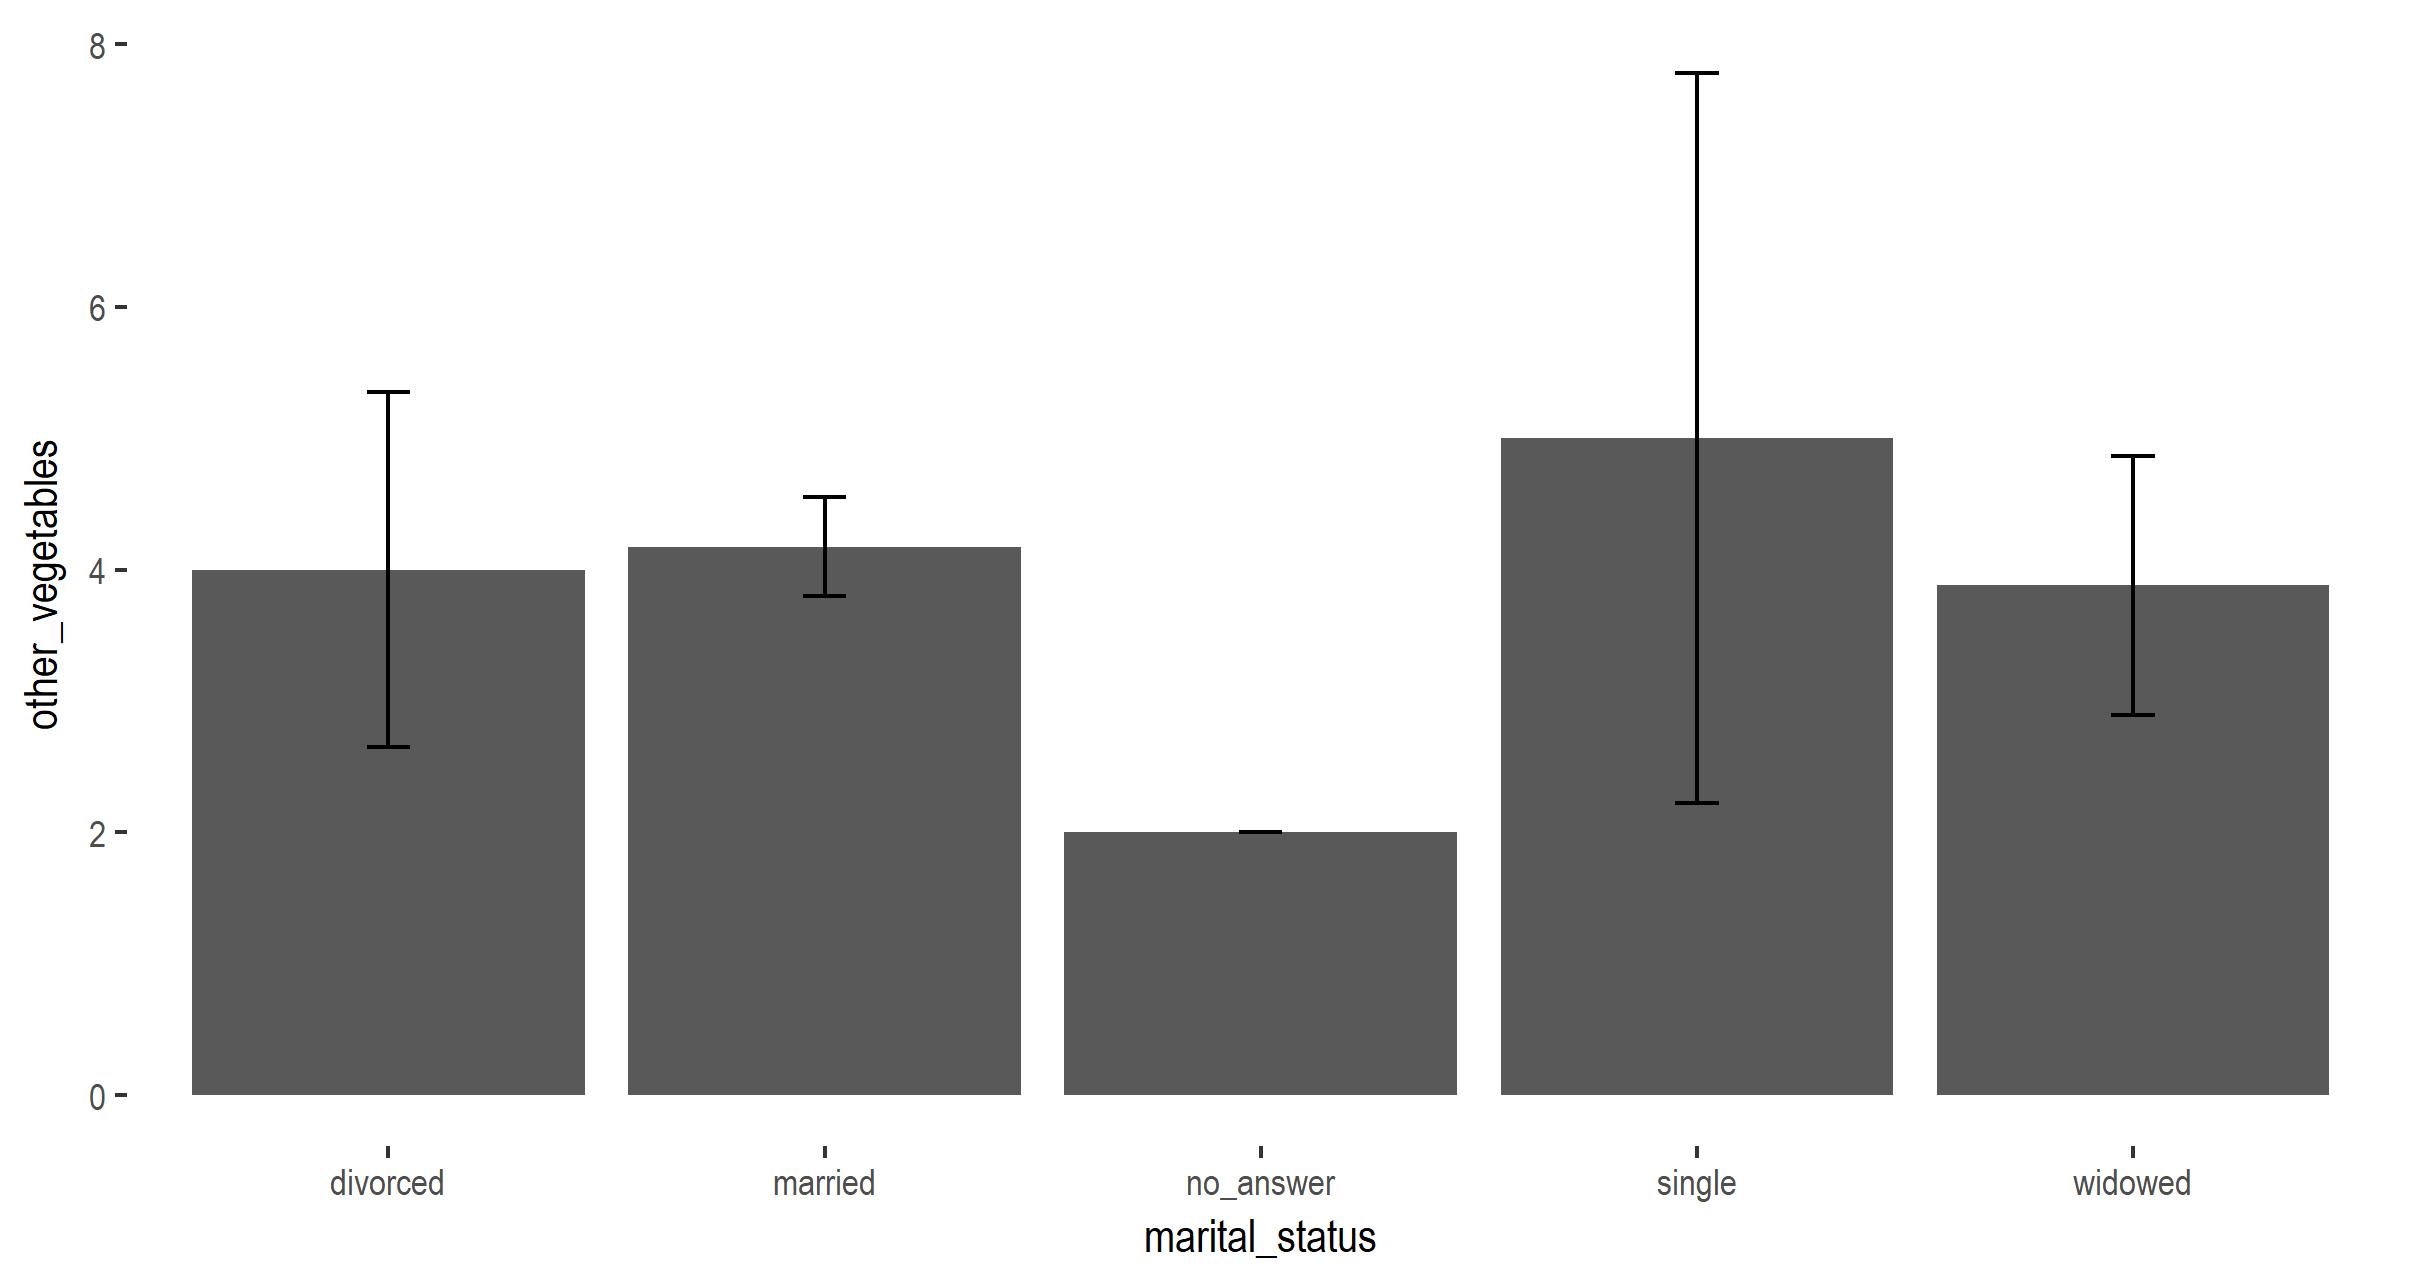 8
6
4
2
0
other_vegetables
divorced married no_answer single widowed
marital_status